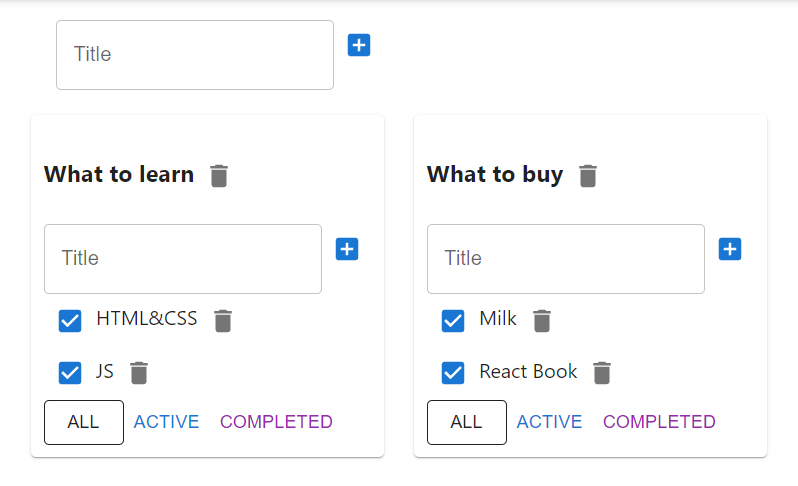 Title
What to learn
Title
HTML&CSS
JS
ALL ACTIVE COMPLETED
What to buy
Title
Milk
React Book
ALL ACTIVE COMPLETED